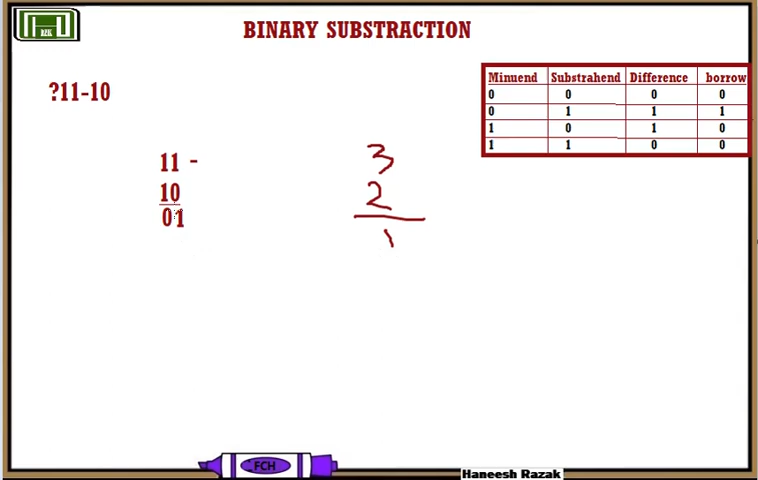 BZK
BINARY SUBSTRACTION
Minuend Substrahend Difference borrow
0 0 0 0
0 1 1 1
1 0 1 0
1 1 0 0
?11-10
11 -
10
01
3
2
1
FCH
Haneesh Razak